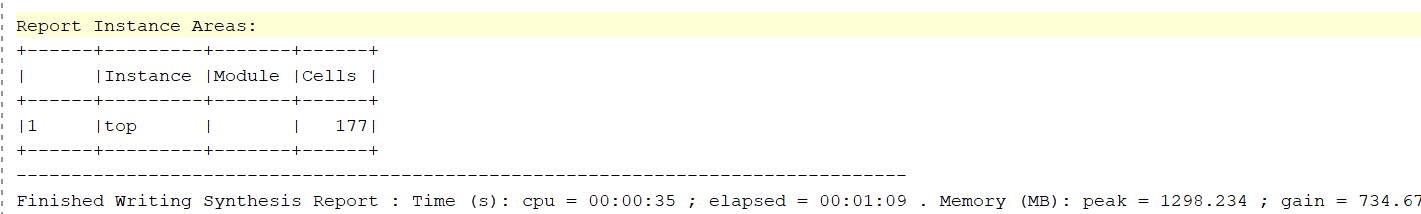 Report Instance Areas:
+------+---------+-------+------+
|      |Instance |Module |Cells |
+------+---------+-------+------+
|1     |top      |       |   177|
+------+---------+-------+------+
---------------------------------------------------------------------------------
Finished Writing Synthesis Report : Time (s): cpu = 00:00:35 ; elapsed = 00:01:09 . Memory (MB): peak = 1298.234 ; gain = 734.67